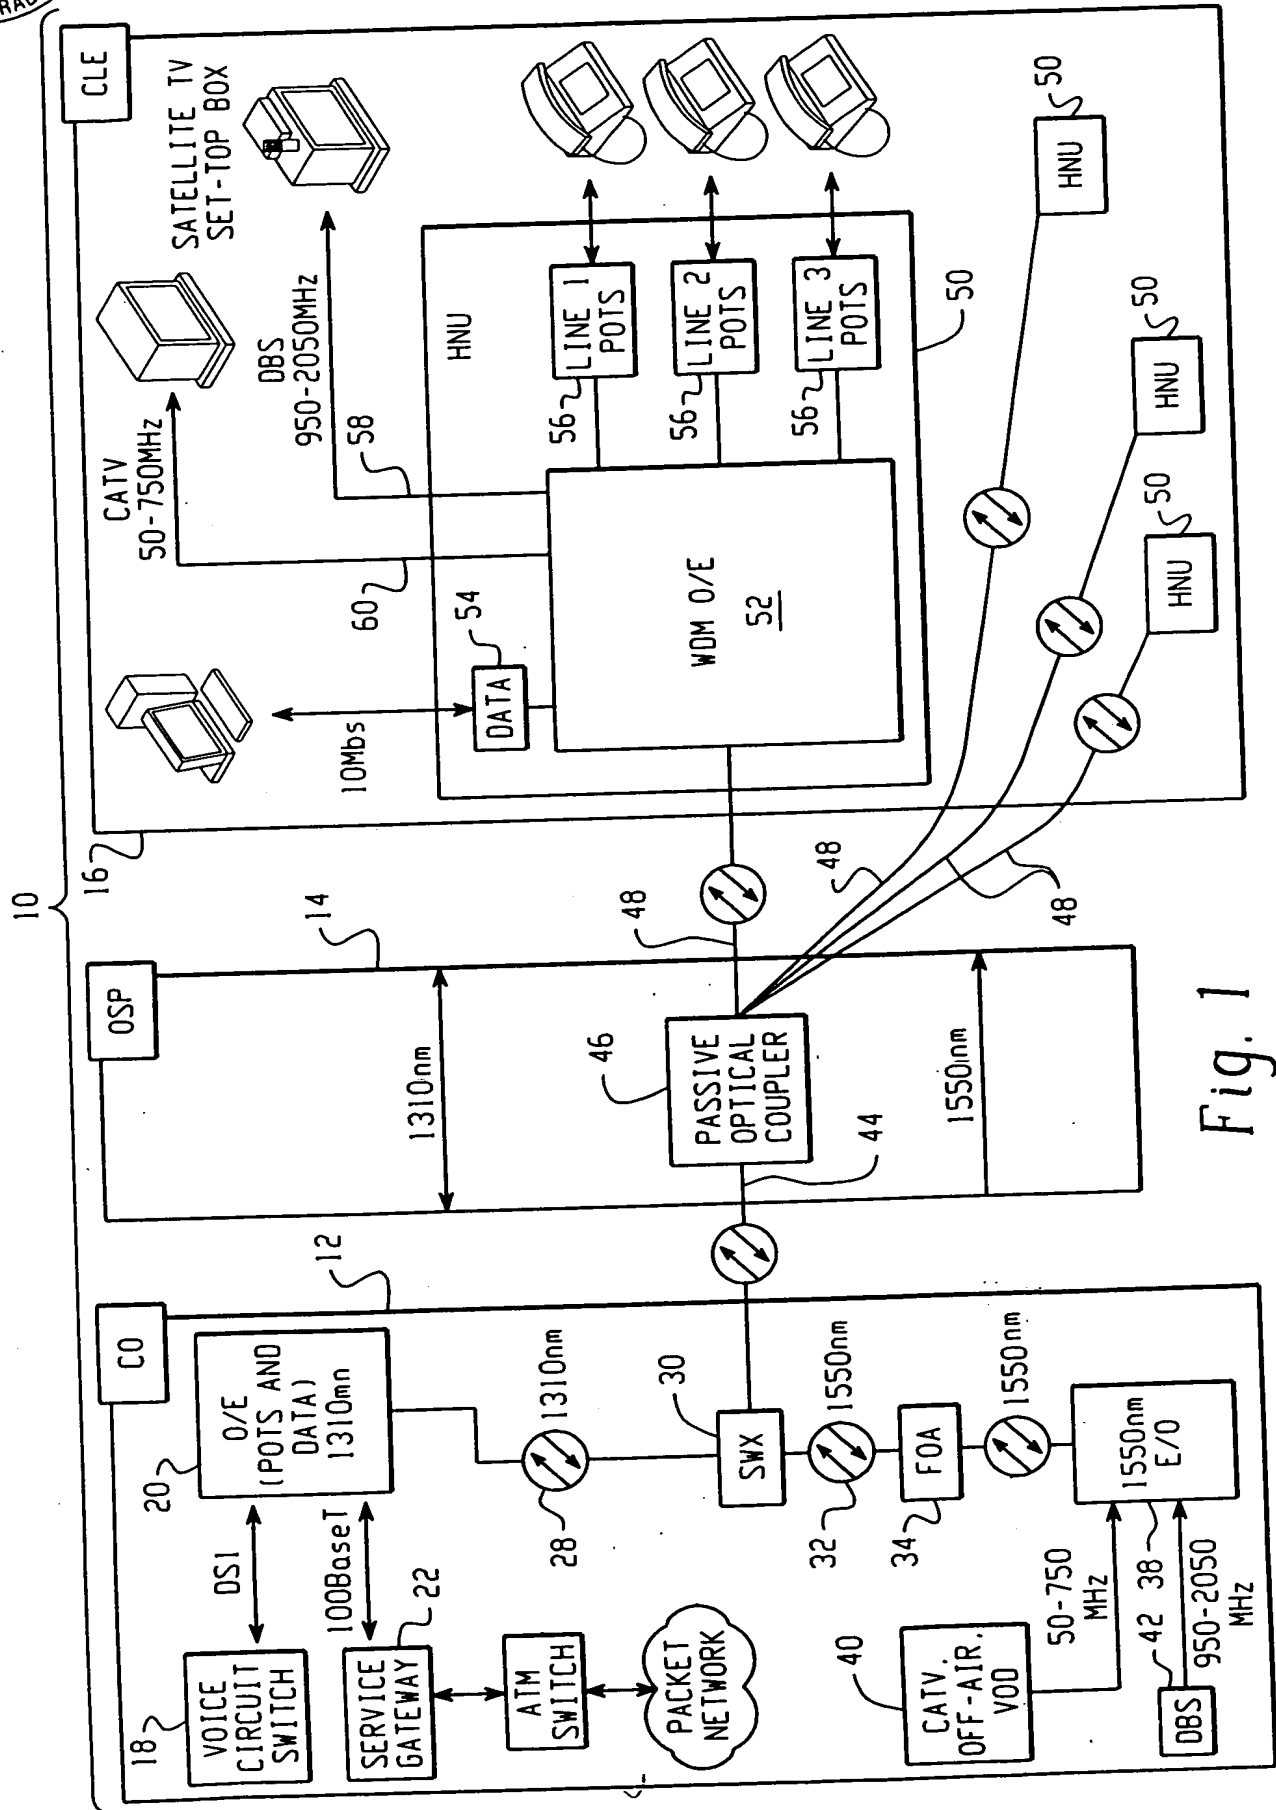 10
CO
12
VOICE
CIRCUIT
SWITCH
18
DS1
O/E
(POTS AND
DATA)
1310mn
20
SERVICE
GATEWAY
22
100BaseT
ATM
SWITCH
PACKET
NETWORK
1310nm
28
SWX
30
1550nm
32
FOA
34
1550nm
1550nm
E/O
38
CATV,
OFF-AIR,
VOD
40
50-750
MHz
DBS
42
950-2050
MHz
OSP
14
1310nm
PASSIVE
OPTICAL
COUPLER
46
44
1550nm
48
48
48
CLE
16
10Mbs
CATV
50-750MHz
SATELLITE TV
SET-TOP BOX
DBS
950-2050MHz
60
58
HNU
DATA
54
WDM O/E
52
LINE 1
POTS
56
LINE 2
POTS
56
LINE 3
POTS
56
50
HNU
50
HNU
50
HNU
50
Fig. 1